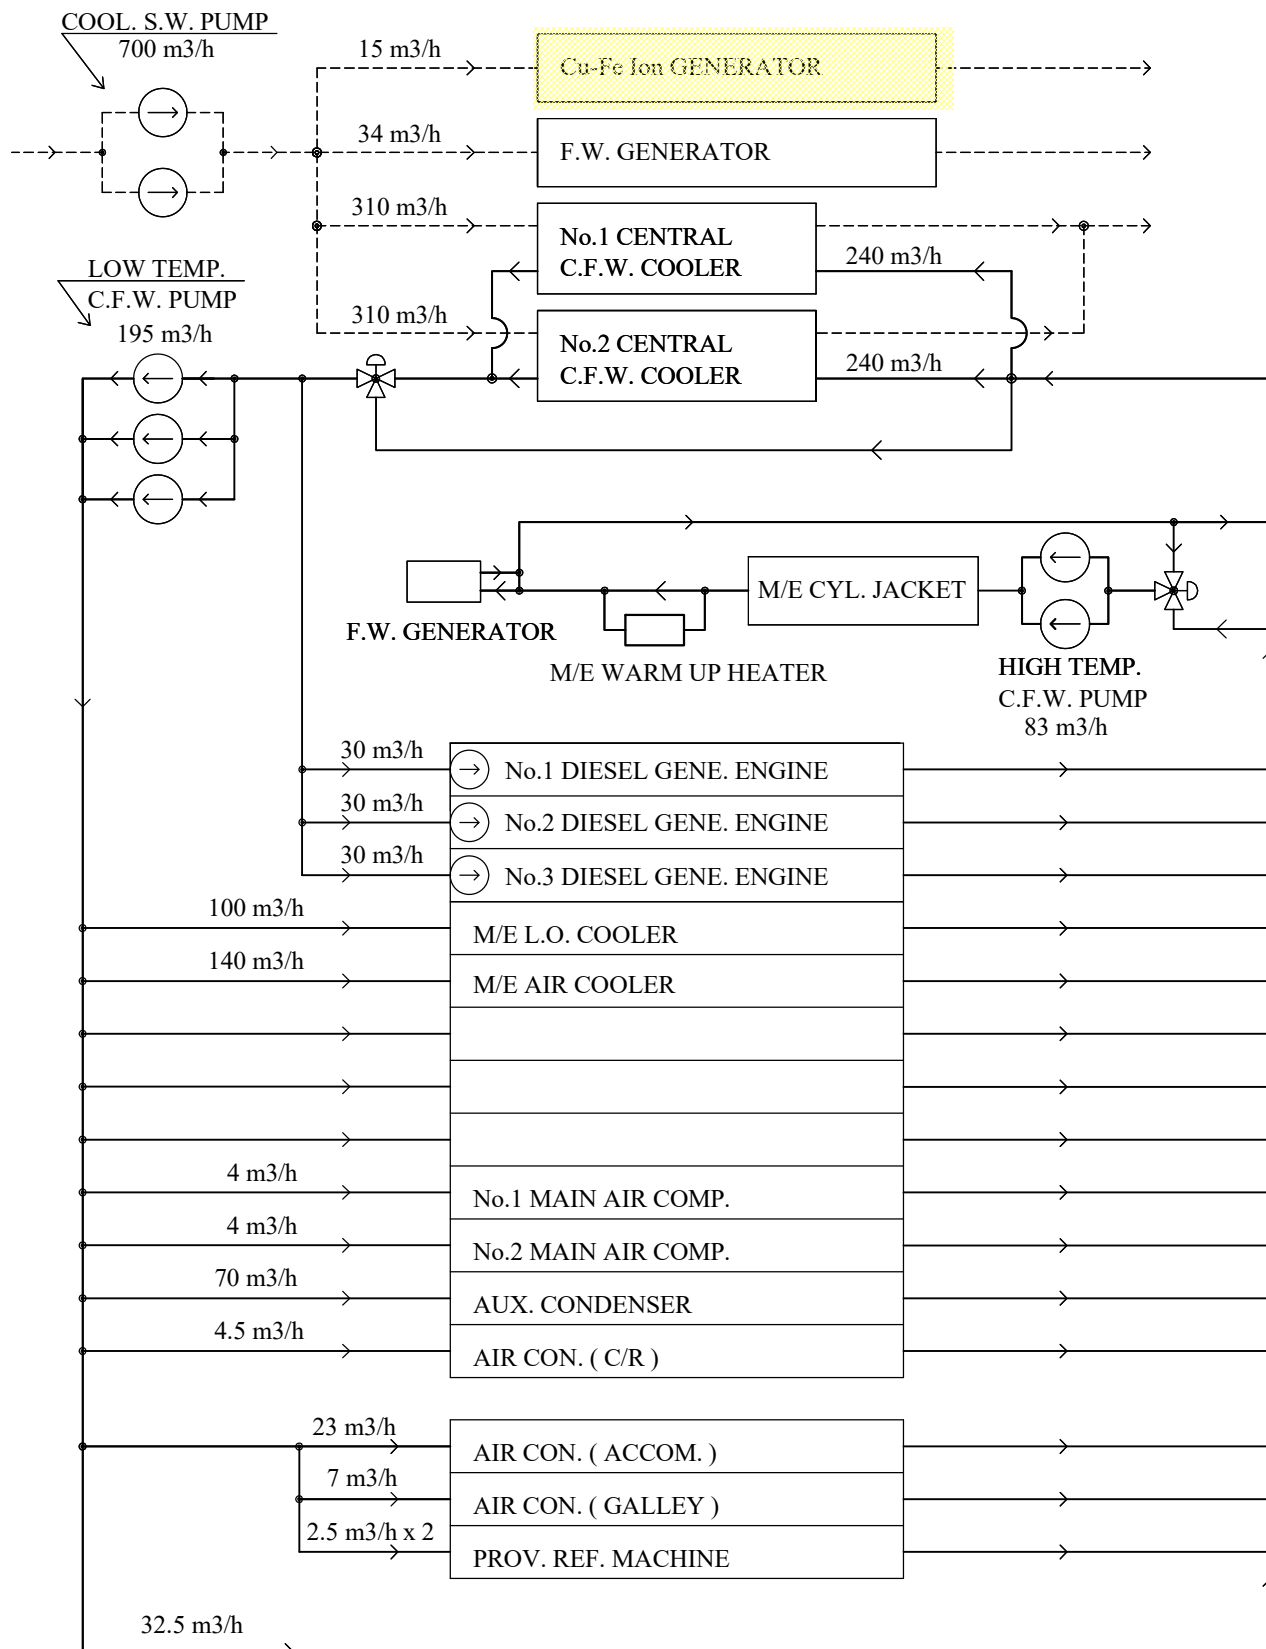 COOL. S.W. PUMP
700 m3/h
15 m3/h
Cu-Fe Ion GENERATOR
34 m3/h
F.W. GENERATOR
310 m3/h
No.1 CENTRAL
C.F.W. COOLER
240 m3/h
LOW TEMP.
C.F.W. PUMP
195 m3/h
310 m3/h
No.2 CENTRAL
C.F.W. COOLER
240 m3/h
M/E CYL. JACKET
F.W. GENERATOR
M/E WARM UP HEATER
HIGH TEMP.
C.F.W. PUMP
83 m3/h
30 m3/h
No.1 DIESEL GENE. ENGINE
30 m3/h
No.2 DIESEL GENE. ENGINE
30 m3/h
No.3 DIESEL GENE. ENGINE
100 m3/h
M/E L.O. COOLER
140 m3/h
M/E AIR COOLER
4 m3/h
No.1 MAIN AIR COMP.
4 m3/h
No.2 MAIN AIR COMP.
70 m3/h
AUX. CONDENSER
4.5 m3/h
AIR CON. ( C/R )
23 m3/h
AIR CON. ( ACCOM. )
7 m3/h
AIR CON. ( GALLEY )
2.5 m3/h x 2
PROV. REF. MACHINE
32.5 m3/h